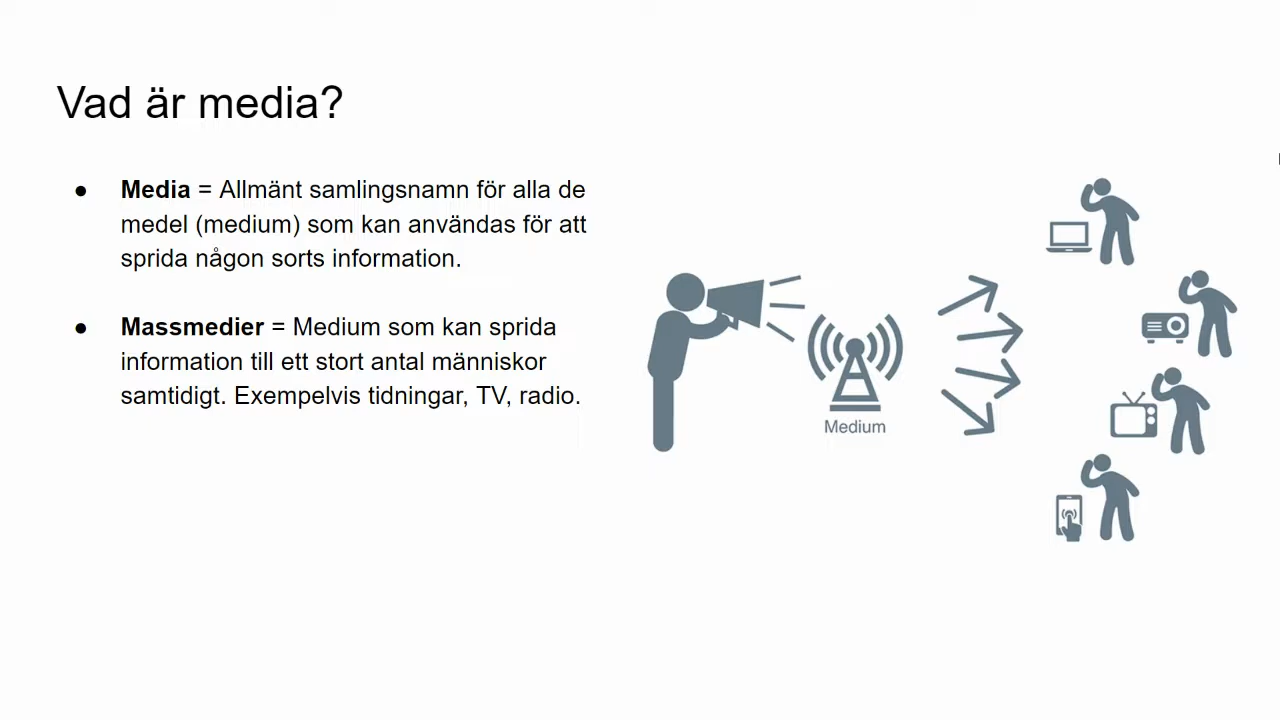 Vad är media?
● Media = Allmänt samlingsnamn för alla de
medel (medium) som kan användas för att
sprida någon sorts information.
● Massmedier = Medium som kan sprida
information till ett stort antal människor
samtidigt. Exempelvis tidningar, TV, radio.
Medium